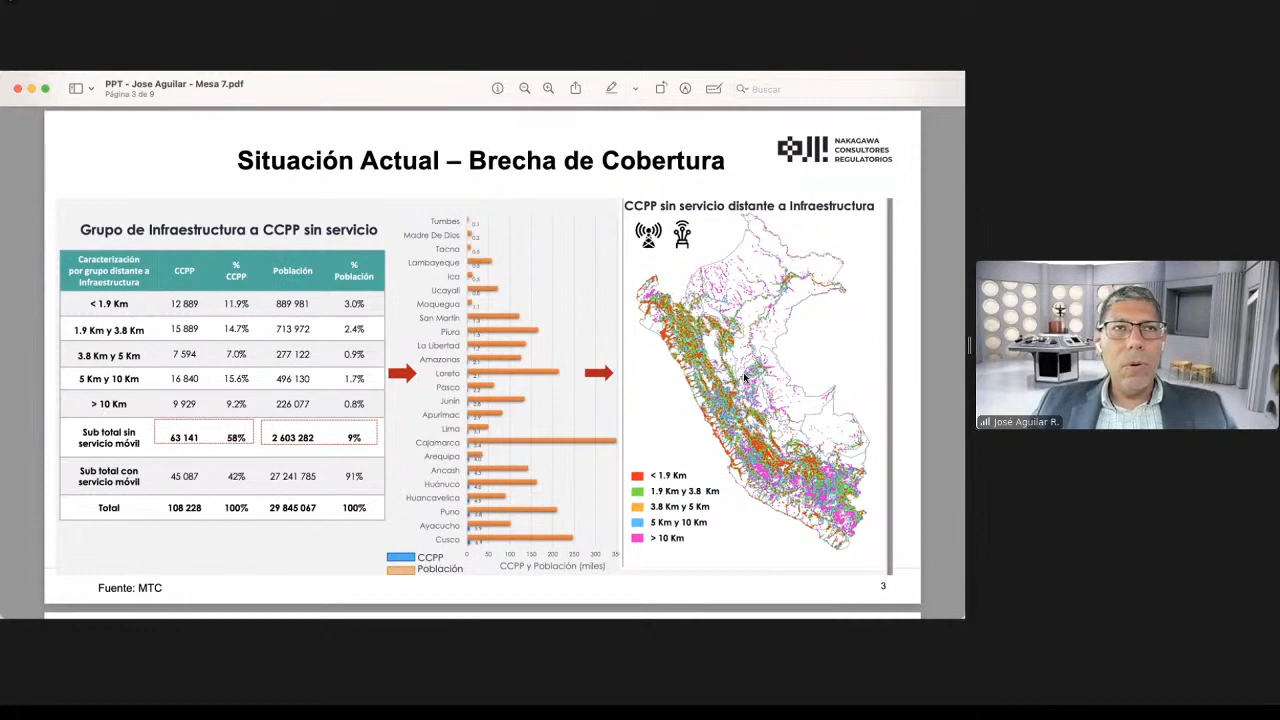 PPT - Jose Aguilar - Mesa 7.pdf
Página 3 de 9
Buscar
Situación Actual – Brecha de Cobertura
NAKAGAWA
CONSULTORES
REGULATORIOS
Grupo de Infraestructura a CCPP sin servicio
Caracterización por grupo distante a Infraestructura CCPP % CCPP Población % Población
< 1.9 Km 12 889 11.9% 889 981 3.0%
1.9 Km y 3.8 Km 15 889 14.7% 713 972 2.4%
3.8 Km y 5 Km 7 594 7.0% 277 122 0.9%
5 Km y 10 Km 16 840 15.6% 496 130 1.7%
> 10 Km 9 929 9.2% 226 077 0.8%
Sub total sin servicio móvil 63 141 58% 2 603 282 9%
Sub total con servicio móvil 45 087 42% 27 241 785 91%
Total 108 228 100% 29 845 067 100%
Tumbes
Madre De Dios
Tacna
Lambayeque
Ica
Ucayali
Moquegua
San Martín
Piura
La Libertad
Amazonas
Loreto
Pasco
Junín
Apurímac
Lima
Cajamarca
Arequipa
Ancash
Huánuco
Huancavelica
Puno
Ayacucho
Cusco
0 50 100 150 200 250 300
CCPP y Población (miles)
CCPP
Población
CCPP sin servicio distante a Infraestructura
< 1.9 Km
1.9 Km y 3.8 Km
3.8 Km y 5 Km
5 Km y 10 Km
> 10 Km
Fuente: MTC
3
José Aguilar R.